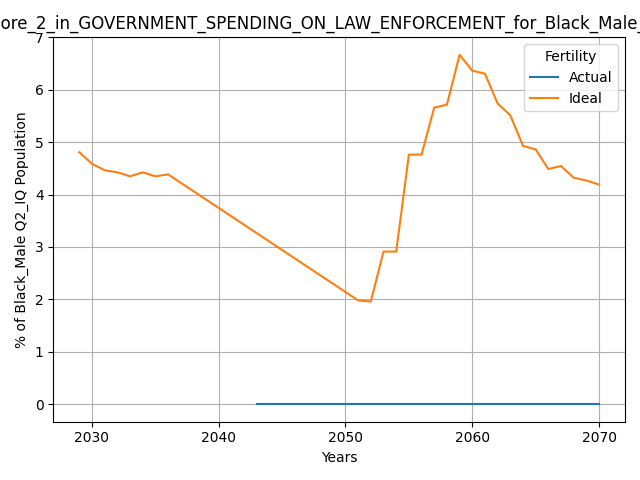 ore_2_in_GOVERNMENT_SPENDING_ON_LAW_ENFORCEMENT_for_Black_Male_
Fertility
Actual
Ideal
% of Black_Male Q2_IQ Population
7
6
5
4
3
2
1
0
2030 2040 2050 2060 2070
Years